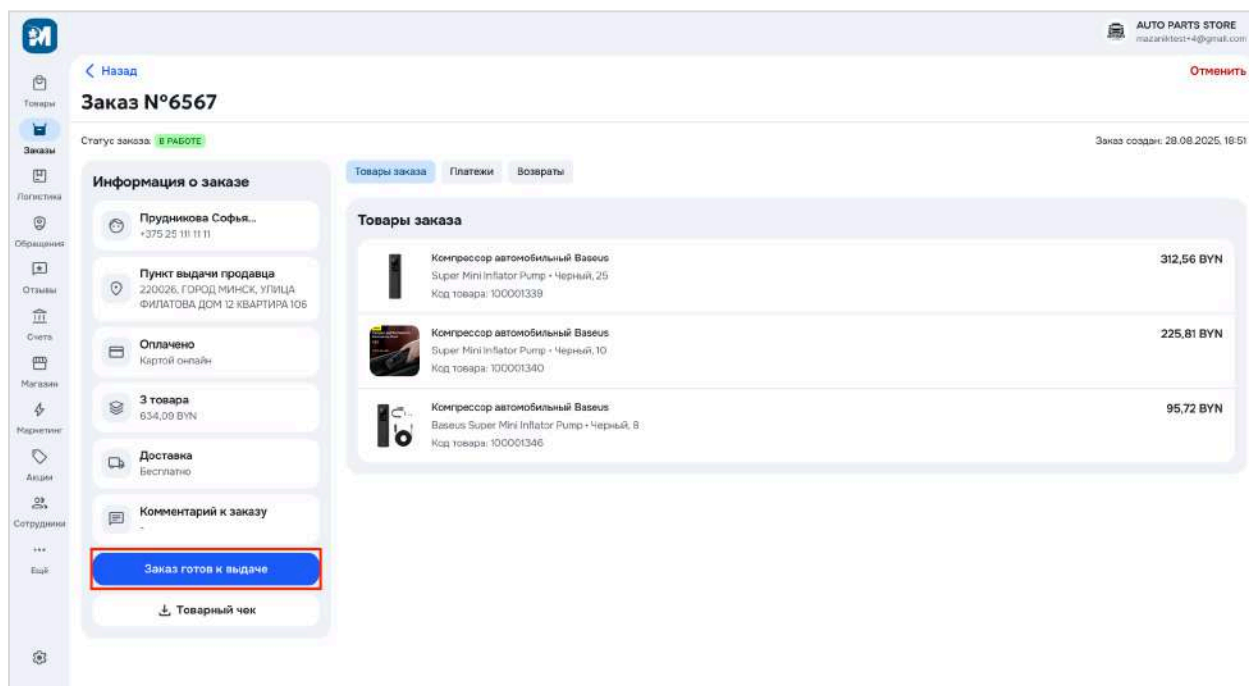 AUTO PARTS STORE
mazaniktest+4@gmail.com
Назад
Отменить
Заказ №6567
Статус заказа: В РАБОТЕ
Заказ создан: 28.08.2025, 18:51
Товары
Заказы
Логистика
Обращения
Отзывы
Счета
Магазин
Маркетинг
Акции
Сотрудники
Ещё
Информация о заказе
Прудникова Софья...
+375 25 111 11 11
Пункт выдачи продавца
220026, ГОРОД МИНСК, УЛИЦА
ФИЛАТОВА ДОМ 12 КВАРТИРА 106
Оплачено
Картой онлайн
3 товара
634,09 BYN
Доставка
Бесплатно
Комментарий к заказу
-
Заказ готов к выдаче
Товарный чек
Товары заказа
Платежи
Возвраты
Товары заказа
Компрессор автомобильный Baseus
312,56 BYN
Super Mini Inflator Pump • Черный, 25
Код товара: 100001339
Компрессор автомобильный Baseus
225,81 BYN
Super Mini Inflator Pump • Черный, 10
Код товара: 100001340
Компрессор автомобильный Baseus
95,72 BYN
Baseus Super Mini Inflator Pump • Черный, 8
Код товара: 100001346